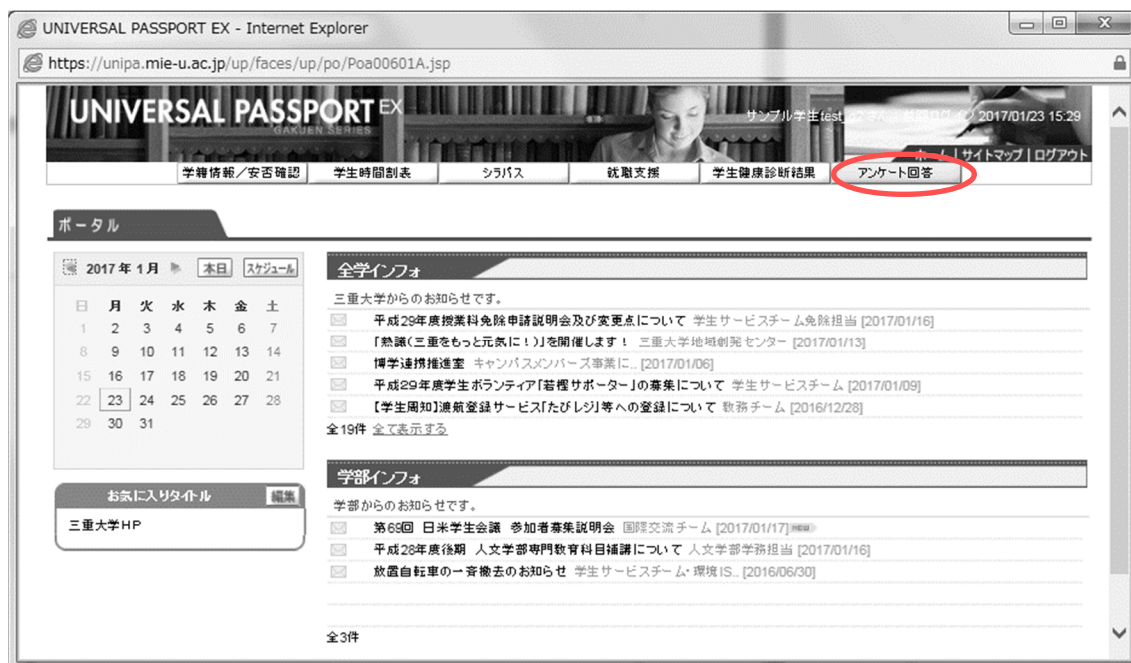 UNIVERSAL PASSPORT EX - Internet Explorer
https://unipa.mie-u.ac.jp/up/faces/up/po/Poa00601A.jsp
UNIVERSAL PASSPORT EX
GAKUEN SERIES
サンプル学生test 2017/01/23 15:29
ホーム | サイトマップ | ログアウト
学籍情報／安否確認 学生時間割表 シラバス 就職支援 学生健康診断結果 アンケート回答
ポータル
2017年1月 本日 スケジュール
日 月 火 水 木 金 土
1 2 3 4 5 6 7
8 9 10 11 12 13 14
15 16 17 18 19 20 21
22 23 24 25 26 27 28
29 30 31
お気に入りタイトル 編集
三重大学HP
全学インフォ
三重大学からのお知らせです。
平成29年度授業料免除申請説明会及び変更点について 学生サービスチーム免除担当 [2017/01/16]
「熱議(三重をもっと元気に！)」を開催します！ 三重大学地域創発センター [2017/01/13]
博学連携推進室 キャンパスメンバーズ事業に... [2017/01/06]
平成29年度学生ボランティア「若樫サポーター」の募集について 学生サービスチーム [2017/01/09]
【学生周知】渡航登録サービス「たびレジ」等への登録について 教務チーム [2016/12/28]
全19件 全て表示する
学部インフォ
学部からのお知らせです。
第69回 日米学生会議 参加者募集説明会 国際交流チーム [2017/01/17] NEW
平成28年度後期 人文学部専門教育科目補講について 人文学部学務担当 [2017/01/16]
放置自転車の一斉撤去のお知らせ 学生サービスチーム・環境IS... [2016/06/30]
全3件